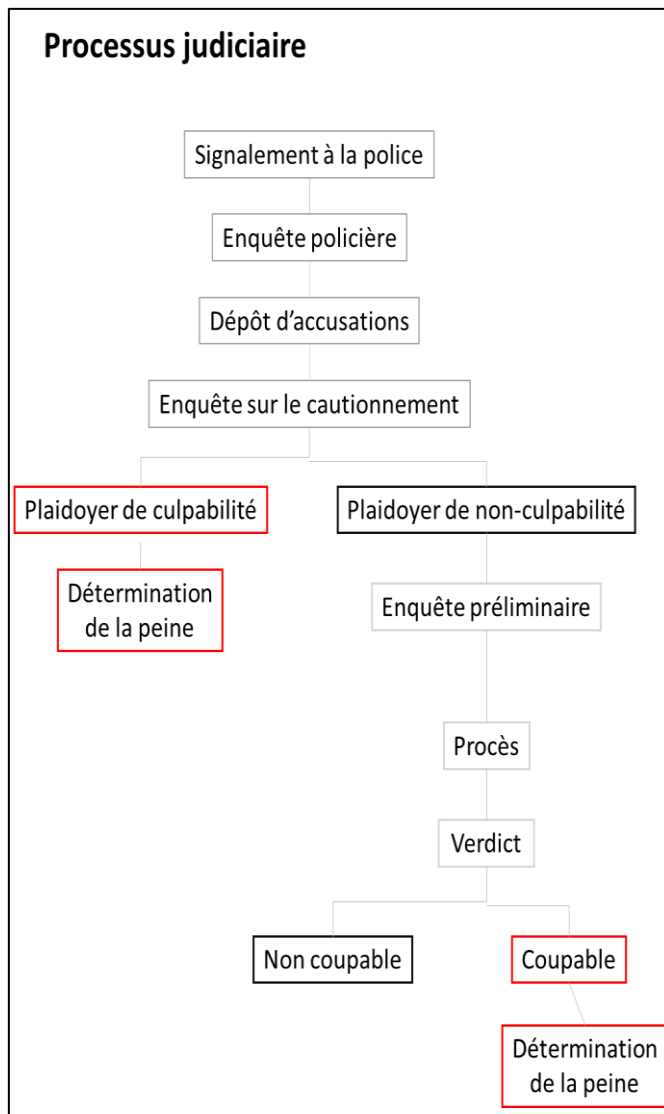 Processus judiciaire
Signalement à la police
Enquête policière
Dépôt d’accusations
Enquête sur le cautionnement
Plaidoyer de culpabilité
Plaidoyer de non-culpabilité
Détermination
de la peine
Enquête préliminaire
Procès
Verdict
Non coupable
Coupable
Détermination
de la peine